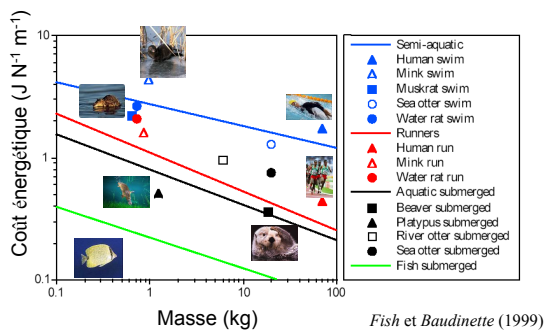 Coût énergétique (J N-1 m-1)
10
1
0.1
0.1
1
10
100
Masse (kg)
Semi-aquatic
Human swim
Mink swim
Muskrat swim
Sea otter swim
Water rat swim
Runners
Human run
Mink run
Water rat run
Aquatic submerged
Beaver submerged
Platypus submerged
River otter submerged
Sea otter submerged
Fish submerged
Fish et Baudinette (1999)